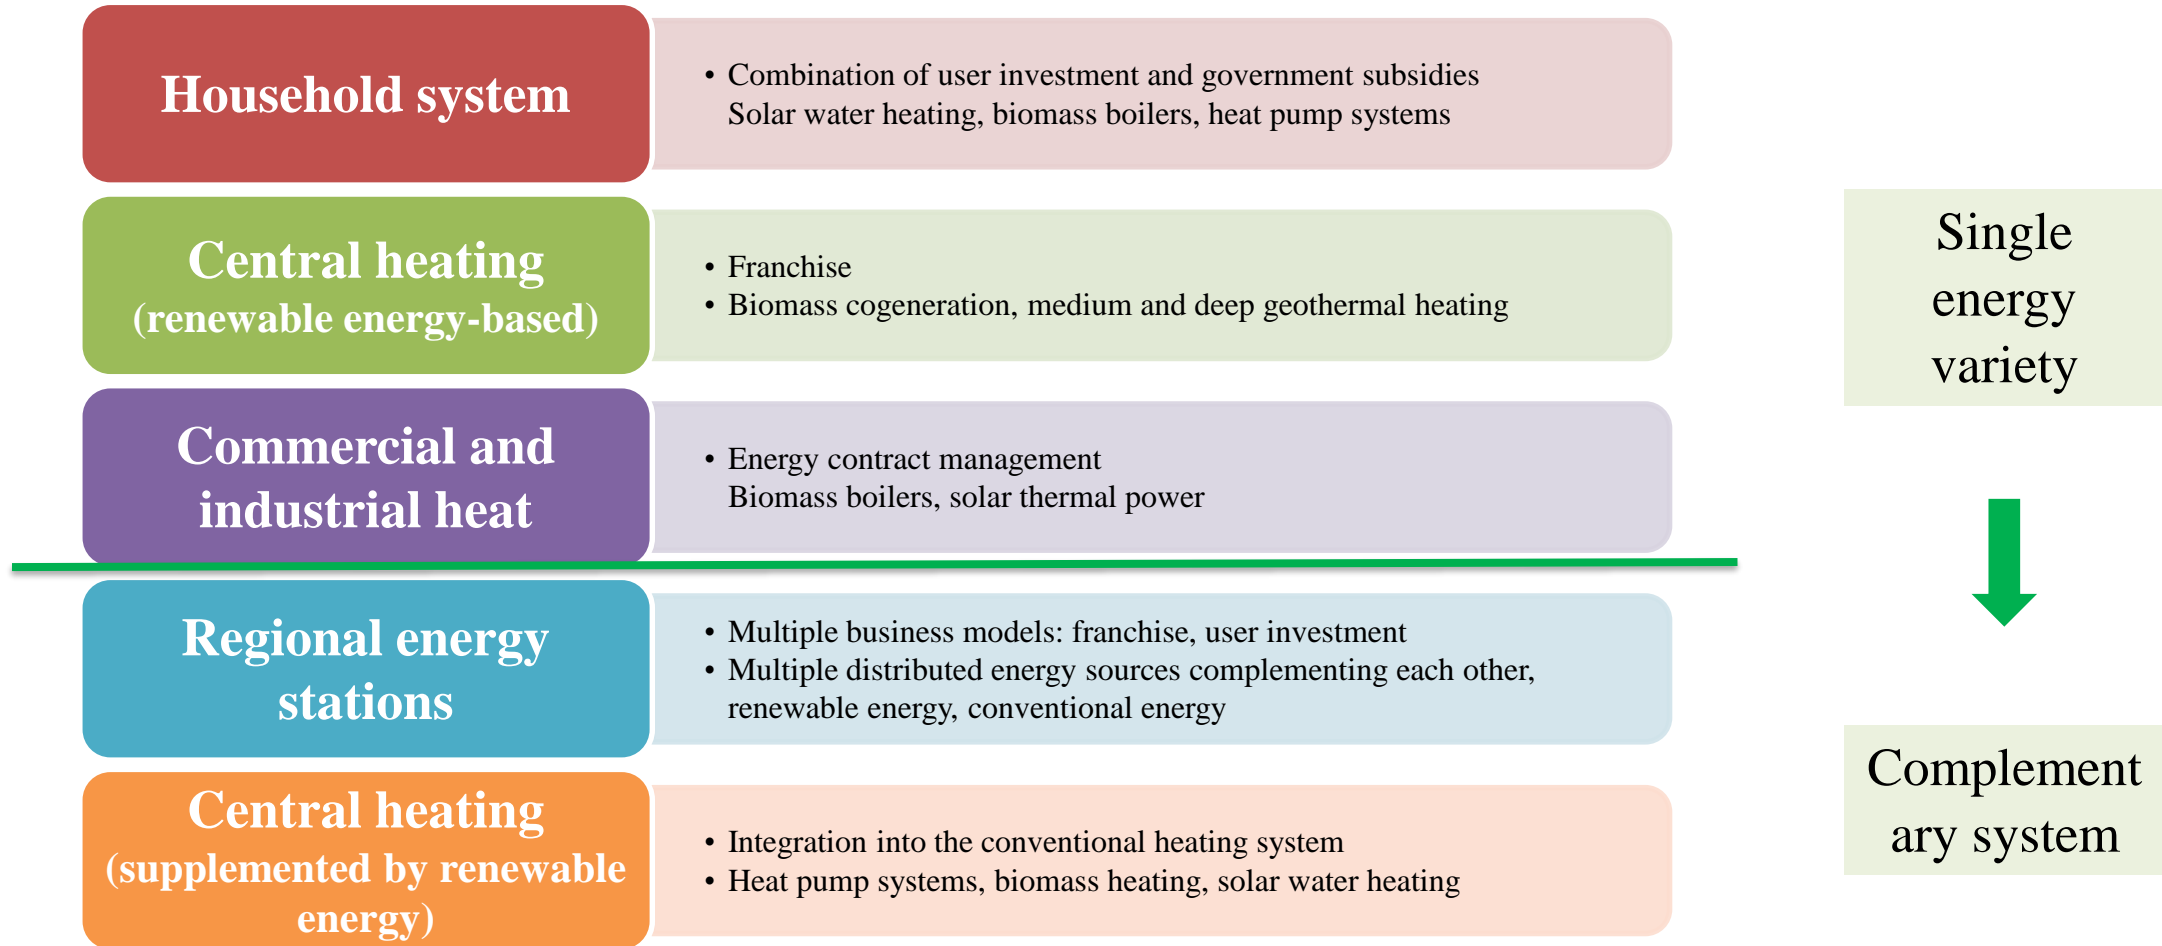 Household system
• Combination of user investment and government subsidies
Solar water heating, biomass boilers, heat pump systems
Central heating
(renewable energy-based)
• Franchise
• Biomass cogeneration, medium and deep geothermal heating
Commercial and
industrial heat
• Energy contract management
Biomass boilers, solar thermal power
Regional energy
stations
• Multiple business models: franchise, user investment
• Multiple distributed energy sources complementing each other,
renewable energy, conventional energy
Central heating
(supplemented by renewable
energy)
• Integration into the conventional heating system
• Heat pump systems, biomass heating, solar water heating
Single
energy
variety
Complement
ary system